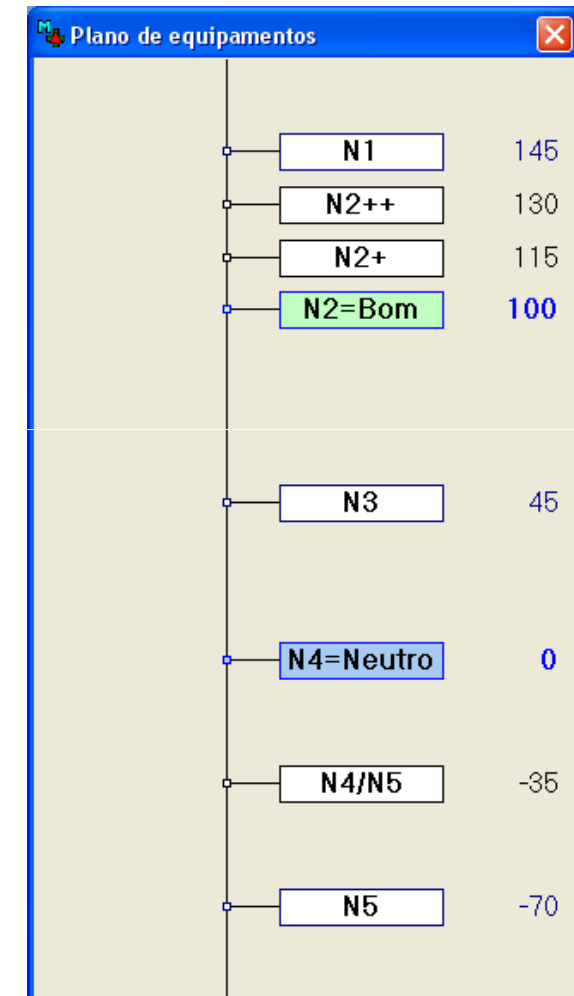 Plano de equipamentos
N1 145
N2++ 130
N2+ 115
N2=Bom 100
N3 45
N4=Neutro 0
N4/N5 -35
N5 -70